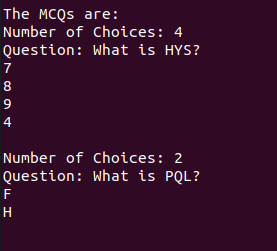 The MCQs are:
Number of Choices: 4
Question: What is HYS?
7
8
9
4
Number of Choices: 2
Question: What is PQL?
F
H